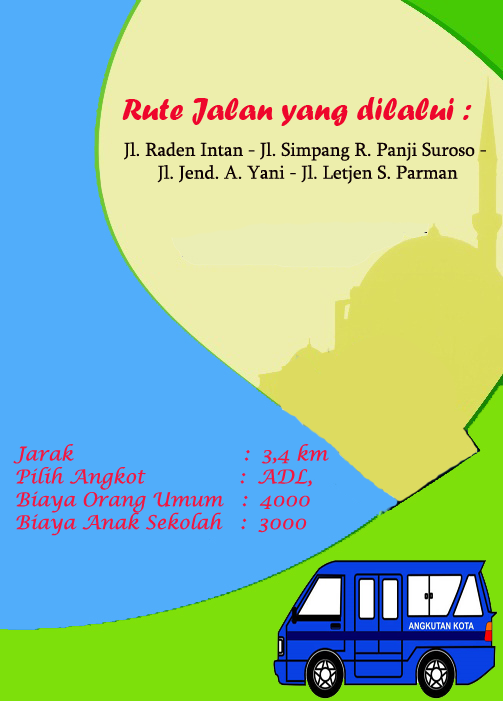 Rute Jalan yang dilalui :
Jl. Raden Intan - Jl. Simpang R. Panji Suroso -
Jl. Jend. A. Yani - Jl. Letjen S. Parman
Jarak : 3,4 km
Pilih Angkot : ADL,
Biaya Orang Umum : 4000
Biaya Anak Sekolah : 3000
ANGKUTAN KOTA